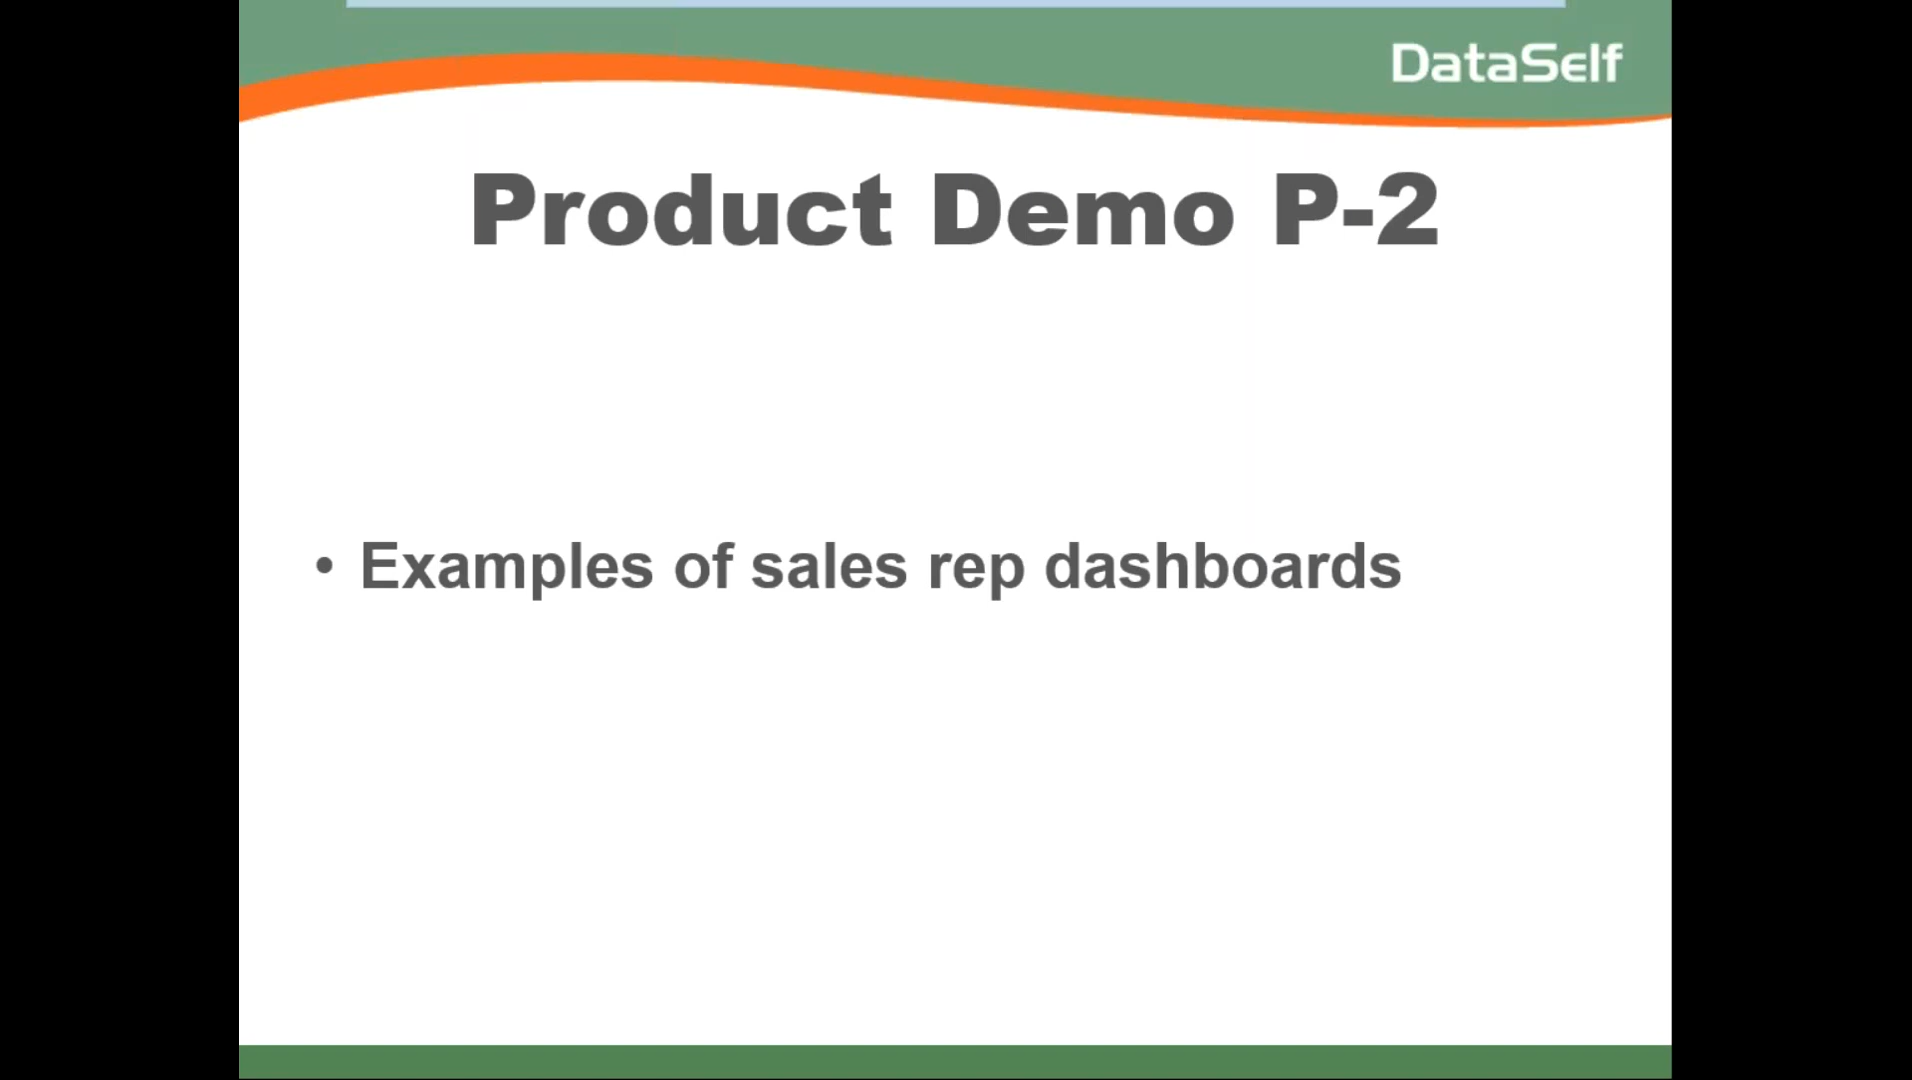 DataSelf
Product Demo P-2
• Examples of sales rep dashboards